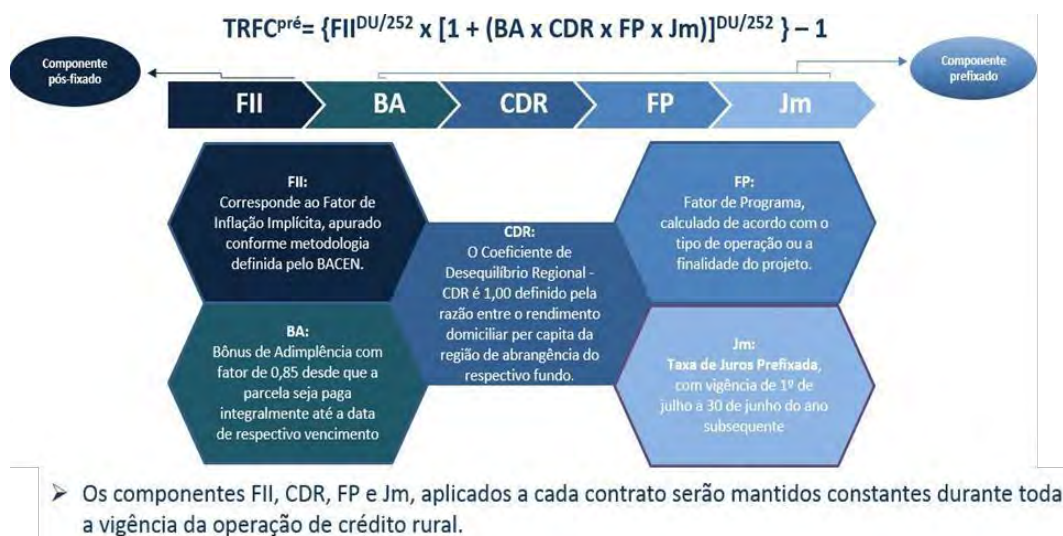 TRFCpré= {FIIDU/252 x [1 + (BA x CDR x FP x Jm)]DU/252 } – 1
Componente
pós-fixado
Componente
prefixado
FII
BA
CDR
FP
Jm
FII:
Corresponde ao Fator de
Inflação Implícita, apurado
conforme metodologia
definida pelo BACEN.
BA:
Bônus de Adimplência com
fator de 0,85 desde que a
parcela seja paga
integralmente até a data
de respectivo vencimento
CDR:
O Coeficiente de
Desequilíbrio Regional -
CDR é 1,00 definido pela
razão entre o rendimento
domiciliar per capita da
região de abrangência do
respectivo fundo.
FP:
Fator de Programa,
calculado de acordo com o
tipo de operação ou a
finalidade do projeto.
Jm:
Taxa de Juros Prefixada,
com vigência de 1º de
julho a 30 de junho do ano
subsequente
➢ Os componentes FII, CDR, FP e Jm, aplicados a cada contrato serão mantidos constantes durante toda
a vigência da operação de crédito rural.